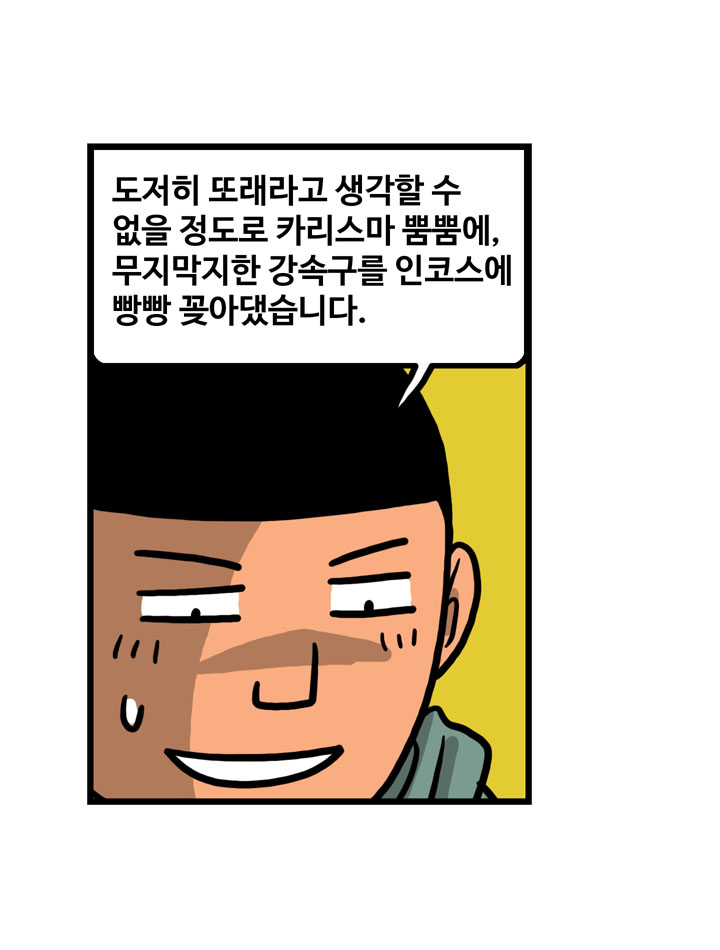 도저히 또래라고 생각할 수
없을 정도로 카리스마 뿜뿜에,
무지막지한 강속구를 인코스에
빵빵 꽂아댔습니다.